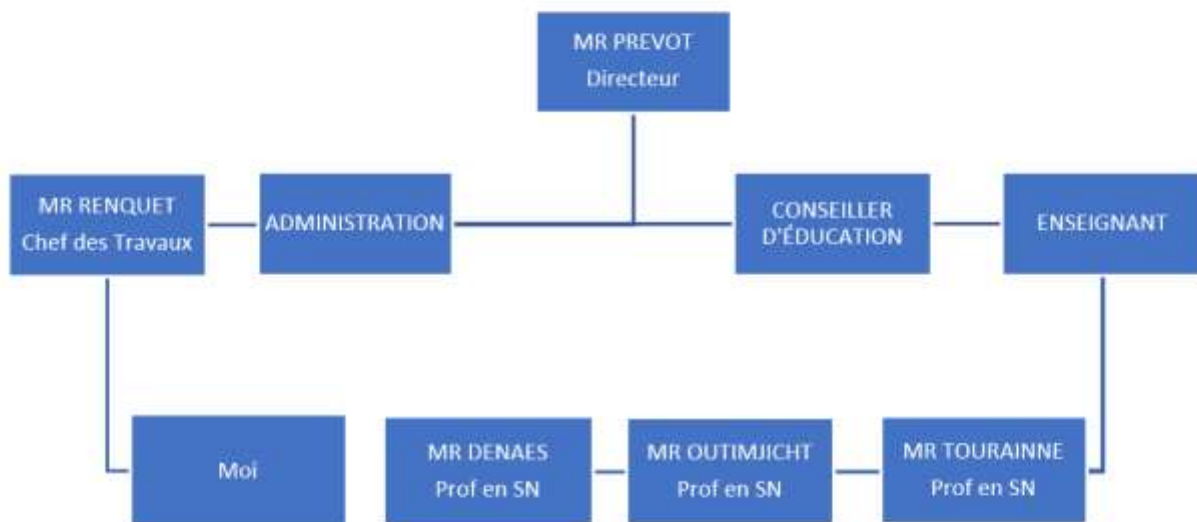 MR PREVOT
Directeur
MR RENQUET
Chef des Travaux
ADMINISTRATION
CONSEILLER
D'ÉDUCATION
ENSEIGNANT
Moi
MR DENAES
Prof en SN
MR OUTIMJICHT
Prof en SN
MR TOURAINNE
Prof en SN